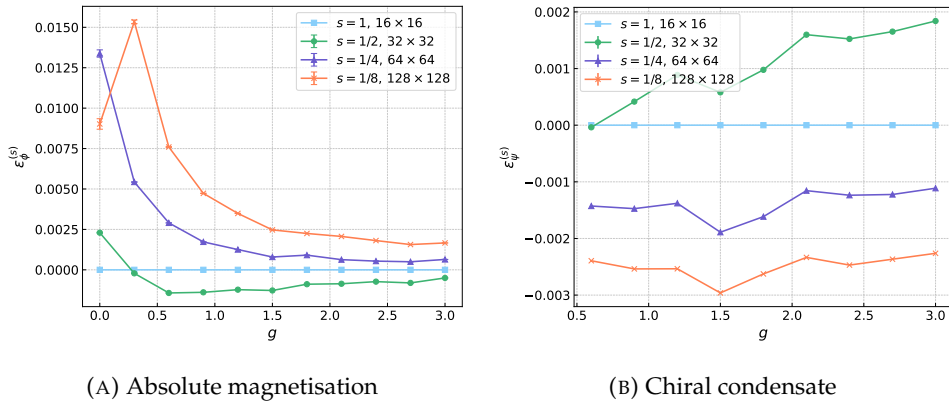 0.0150
0.0125
0.0100
0.0075
0.0050
0.0025
0.0000
ε_ϕ^(s)
s = 1, 16 × 16
s = 1/2, 32 × 32
s = 1/4, 64 × 64
s = 1/8, 128 × 128
0.0 0.5 1.0 1.5 2.0 2.5 3.0
g
(A) Absolute magnetisation
0.002
0.001
0.000
−0.001
−0.002
−0.003
ε_ψ^(s)
s = 1, 16 × 16
s = 1/2, 32 × 32
s = 1/4, 64 × 64
s = 1/8, 128 × 128
0.5 1.0 1.5 2.0 2.5 3.0
g
(B) Chiral condensate